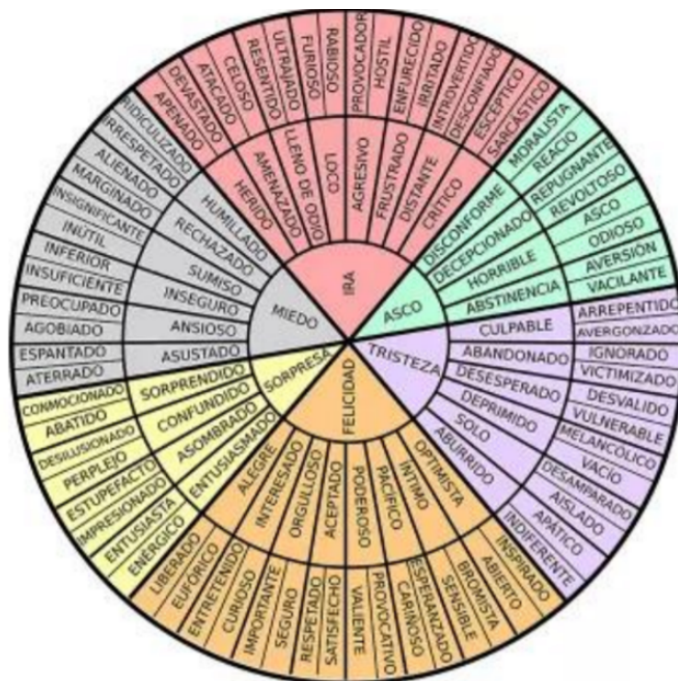 IRA
ASCO
TRISTEZA
FELICIDAD
SORPRESA
MIEDO
HERIDO
AMENAZADO
LLENO DE ODIO
LOCO
AGRESIVO
FRUSTRADO
DISTANTE
CRITICO
DISCONFORME
DECEPCIONADO
HORRIBLE
ABSTINENCIA
CULPABLE
ABANDONADO
DESESPERADO
DEPRIMIDO
SOLO
ABURRIDO
OPTIMISTA
ÍNTIMO
PACIFICO
PODEROSO
ACEPTADO
ORGULLOSO
INTERESADO
ALEGRE
ENTUSIASMADO
ASOMBRADO
CONFUNDIDO
SORPRENDIDO
ASUSTADO
ANSIOSO
INSEGURO
SUMISO
RECHAZADO
HUMILLADO
APENADO
DEVASTADO
ATACADO
CELOSO
RESENTIDO
ULTRAJADO
FURIOSO
RABIOSO
PROVOCADOR
HOSTIL
ENFURECIDO
IRRITADO
INTROVERTIDO
DESCONFIADO
ESCÉPTICO
SARCÁSTICO
MORALISTA
REACIO
REPUGNANTE
REVOLTOSO
ASCO
ODIOSO
AVERSIÓN
VACILANTE
ARREPENTIDO
AVERGONZADO
IGNORADO
VICTIMIZADO
DESVALIDO
VULNERABLE
MELANCOLICO
VACÍO
DESAMPARADO
AISLADO
APÁTICO
INDIFERENTE
INSPIRADO
ABIERTO
BROMISTA
SENSIBLE
ESPERANZADO
CARINOSO
PROVOCATIVO
VALIENTE
SATISFECHO
RESPETADO
SEGURO
IMPORTANTE
CURIOSO
ENTRETENIDO
EUFÓRICO
LIBERADO
ENÉRGICO
ENTUSIASTA
IMPRESIONADO
ESTUPEFACTO
PERPLEJO
DESILUSIONADO
ABATIDO
CONMOCIONADO
ATERRADO
ESPANTADO
AGOBIADO
PREOCUPADO
INSUFICIENTE
INFERIOR
INÚTIL
INSIGNIFICANTE
MARGINADO
ALIENADO
IRRESPETADO
RIDICULIZADO